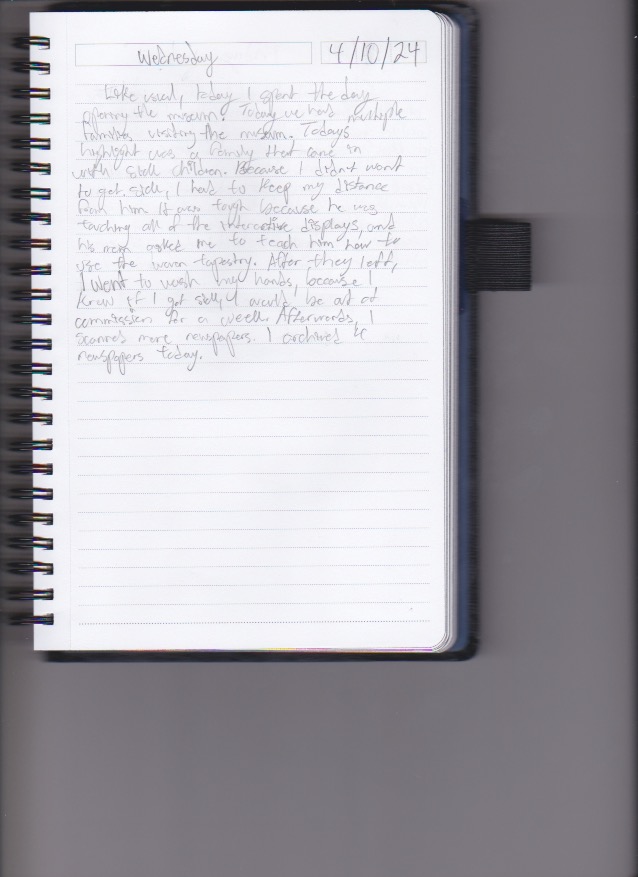 Wednesday
4/10/24
Like usual, today I spent the day
opening the museum. Today we had multiple
families visiting the museum. Todays
highlight was a family that came in
with sick children. Because I didn't want
to get sick, I had to keep my distance
from him. It was tough because he was
touching all of the interactive displays, and
his mom asked me to teach him how to
use the woven tapestry. After they left,
I went to wash my hands, because I
know if I got sick, I would be out of
commission for a week. Afterwards, I
scanned more newspapers. I archived
newspapers today.